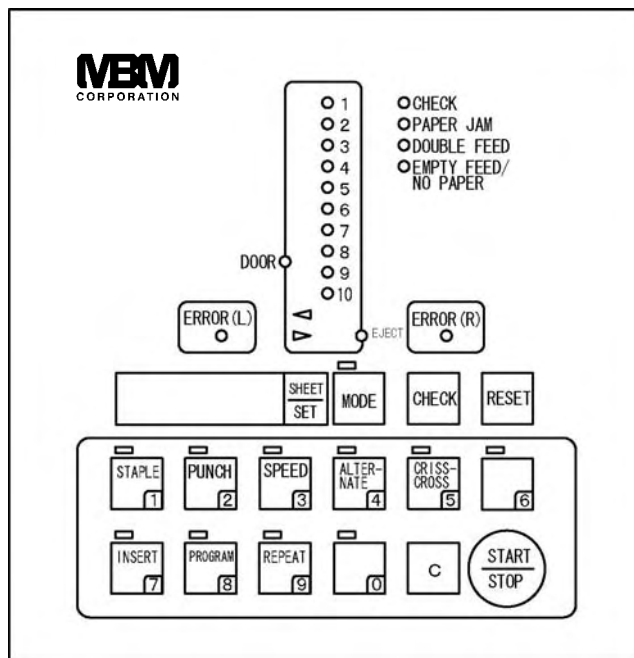 MBM
CORPORATION
1
2
3
4
5
6
7
8
9
10
DOOR
EJECT
CHECK
PAPER JAM
DOUBLE FEED
EMPTY FEED/
NO PAPER
ERROR(L)
ERROR(R)
SHEET
SET
MODE
CHECK
RESET
STAPLE
1
PUNCH
2
SPEED
3
ALTER-
NATE
4
CRISS-
CROSS
5
6
INSERT
7
PROGRAM
8
REPEAT
9
0
C
START
STOP